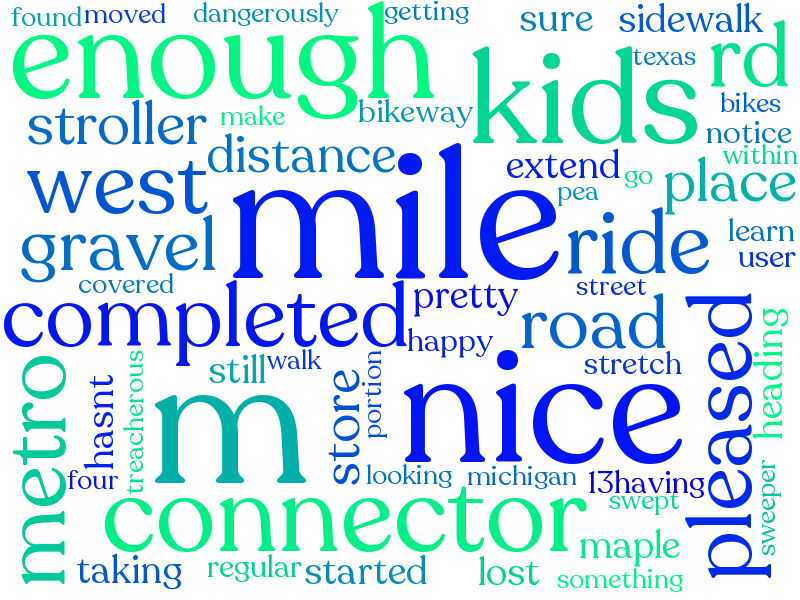 found moved dangerously getting sure sidewalk
enough kids texas rd
stroller make bikeway bikes
notice
west distance extend go place within
mile pea
gravel ride learn
user
covered street
completed pretty road
happy
metro treacherous hasnt still walk store portion nice stretch pleased heading
m
four looking michigan 13having
connector swept sweeper
maple
taking regular started lost something